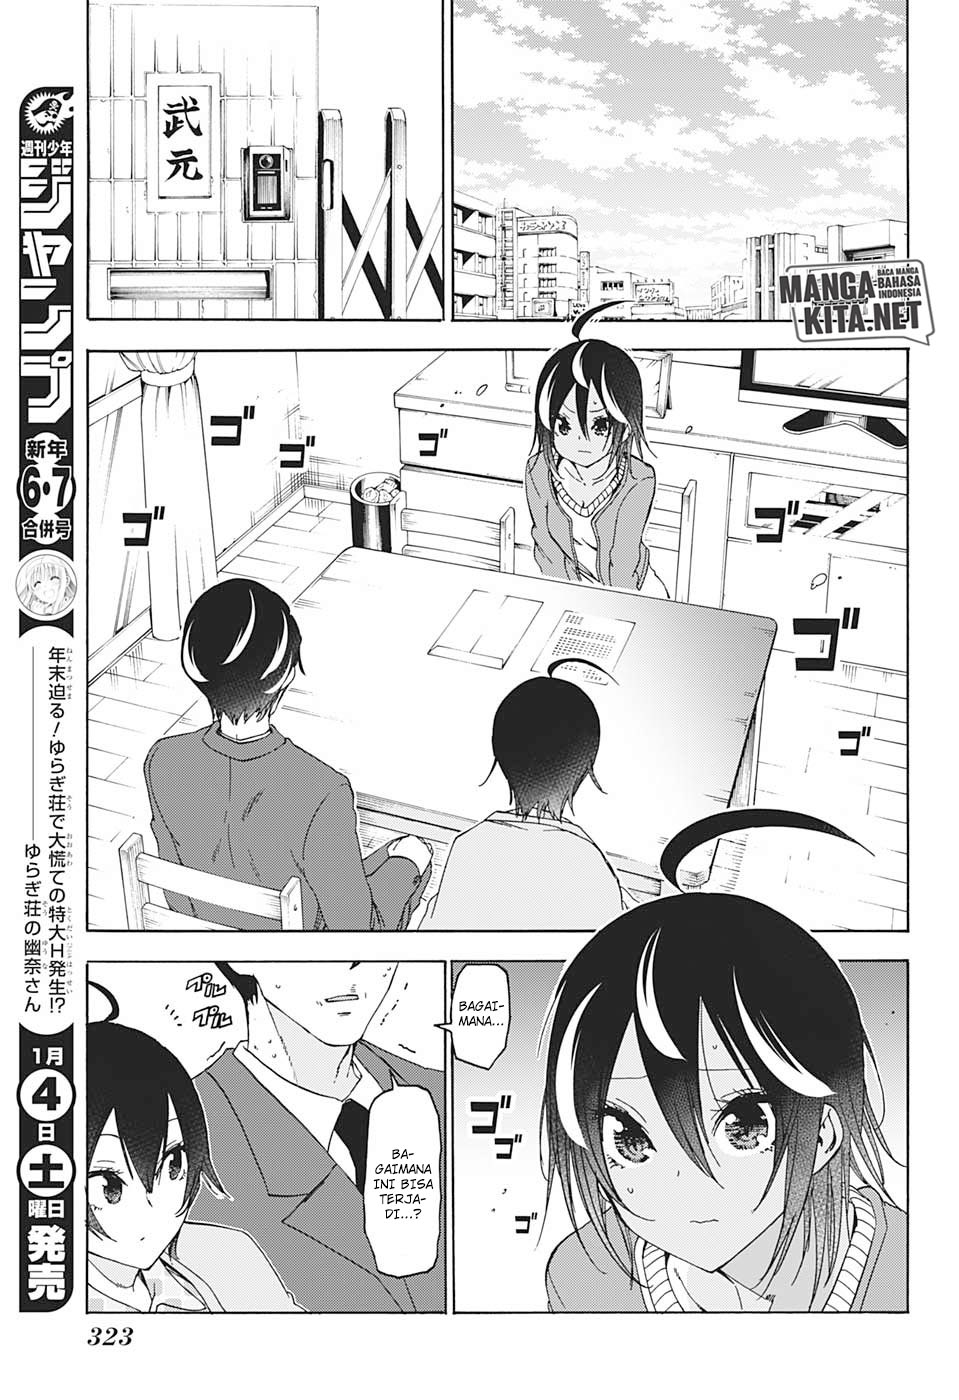 武元
MANGA
KITA.NET
BACA MANGA
BAHASA
INDONESIA
ゴ
ゴ
ゴ
ゴ
ゴ
ゴ
ゴ
BAGAI-
MANA...
ゴ
ゴ
ゴ
プル
プル
BA-
GAIMANA
INI BISA
TERJA-
DI...?
週刊少年
ジャンプ
新年
6・7
合併号
年末迫る!ゆらぎ荘で大慌ての特大H発生!?
ゆらぎ荘の幽奈さん
1月
4
日
土
曜日
発売
323